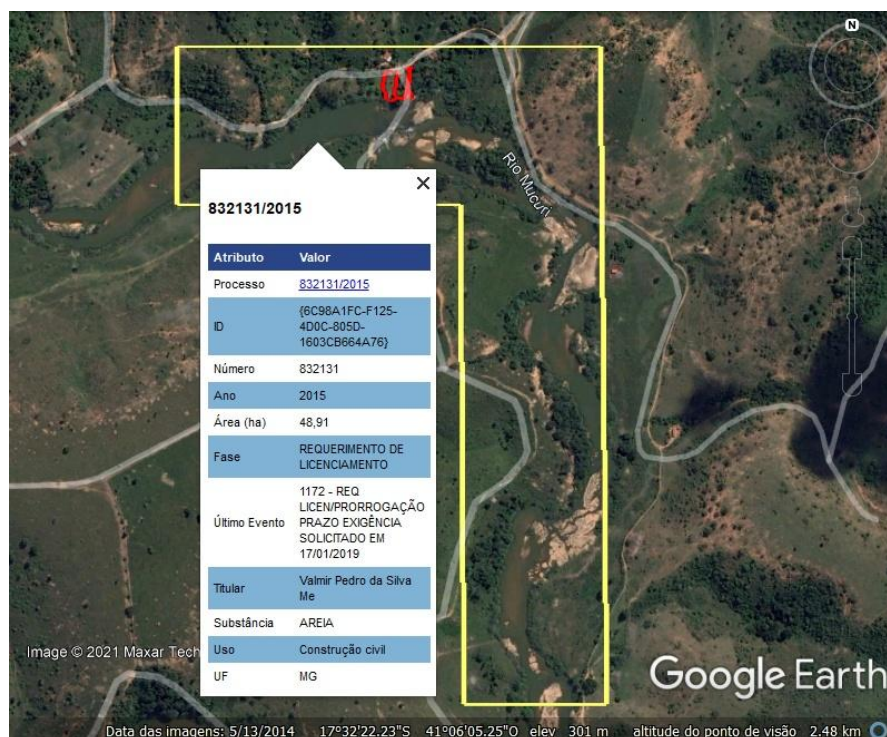 N
Rio Mucuri
832131/2015
Atributo Valor
Processo 832131/2015
ID {6C98A1FC-F125-
4D0C-805D-
1603CB664A76}
Número 832131
Ano 2015
Área (ha) 48,91
Fase REQUERIMENTO DE
LICENCIAMENTO
Último Evento 1172 - REQ
LICEN/PRORROGAÇÃO
PRAZO EXIGÊNCIA
SOLICITADO EM
17/01/2019
Titular Valmir Pedro da Silva
Me
Substância AREIA
Uso Construção civil
UF MG
Image © 2021 Maxar Tech
Google Earth
Data das imagens: 5/13/2014 17°32'22.23"S 41°06'05.25"O elev 301 m altitude do ponto de visão 2.48 km